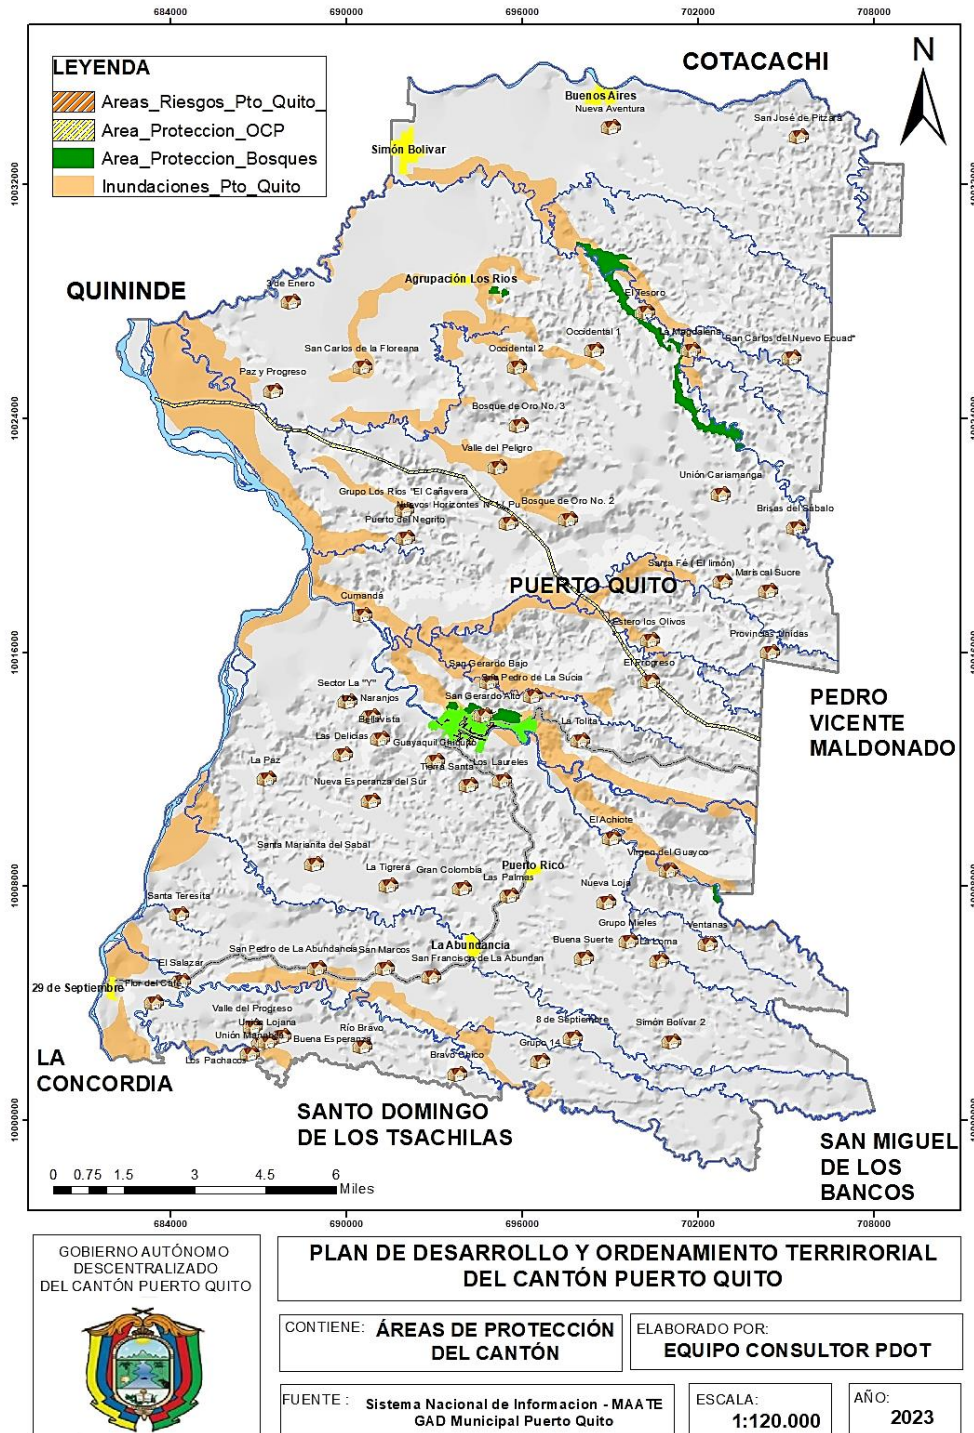 684000
690000
696000
702000
708000
N
COTACACHI
LEYENDA
Areas_Riesgos_Pto_Quito_
Area_Proteccion_OCP
Area_Proteccion_Bosques
Inundaciones_Pto_Quito
Buenos Aires
Nueva Aventura
San José de Pitzará
Simón Bolívar
10032000
QUININDE
Agrupación Los Rios
3 de Enero
El Tesoro
Occidental 1
La Magdalena
San Carlos del Nuevo Ecuad
San Carlos de la Floreana
Occidental 2
Paz y Progreso
10024000
10024000
Bosque de Oro No. 3
Valle del Peligro
Unión Cariamanga
Grupo Los Rios "El Cañavera
Bosque de Oro No. 2
Brisas del Sábalo
Puerto del Negrito
Santa Fé ( El limón)
Mariscal Sucre
PUERTO QUITO
Cumandá
Estero los Olivos
Provincias Unidas
10016000
10016000
San Gerardo Bajo
El Progreso
San Pedro de La Sucia
Sector La "Y"
Los Naranjos
San Gerardo Alto
PEDRO
VICENTE
MALDONADO
Bellavista
La Tolita
Las Delicias
Guayaquil Chiquito
La Paz
Tierra Santa
Los Laureles
Nueva Esperanza del Sur
El Achiote
Santa Marianita del Sabal
Virgen del Guayco
Puerto Rico
La Tigrera
Gran Colombia
Las Palmas
Nueva Loja
10008000
10008000
Santa Teresita
Grupo Mieles
Ventanas
La Abundancia
Buena Suerte
La Loma
San Pedro de La Abundancia
San Marcos
San Francisco de La Abundan
El Salazar
29 de Septiembre
Flor del Café
Valle del Progreso
Unión Lojana
Río Bravo
8 de Septiembre
Simón Bolívar 2
Buena Esperanza
Grupo 14
Los Pachacos
Bravo Chico
LA
CONCORDIA
SANTO DOMINGO
DE LOS TSACHILAS
10000000
10000000
SAN MIGUEL
DE LOS
BANCOS
0 0.75 1.5 3 4.5 6
Miles
684000
690000
696000
702000
708000
GOBIERNO AUTÓNOMO
DESCENTRALIZADO
DEL CANTÓN PUERTO QUITO
PLAN DE DESARROLLO Y ORDENAMIENTO TERRIRORIAL
DEL CANTÓN PUERTO QUITO
CONTIENE: ÁREAS DE PROTECCIÓN
DEL CANTÓN
ELABORADO POR:
EQUIPO CONSULTOR PDOT
FUENTE : Sistema Nacional de Informacion - MAATE
GAD Municipal Puerto Quito
ESCALA:
1:120.000
AÑO:
2023